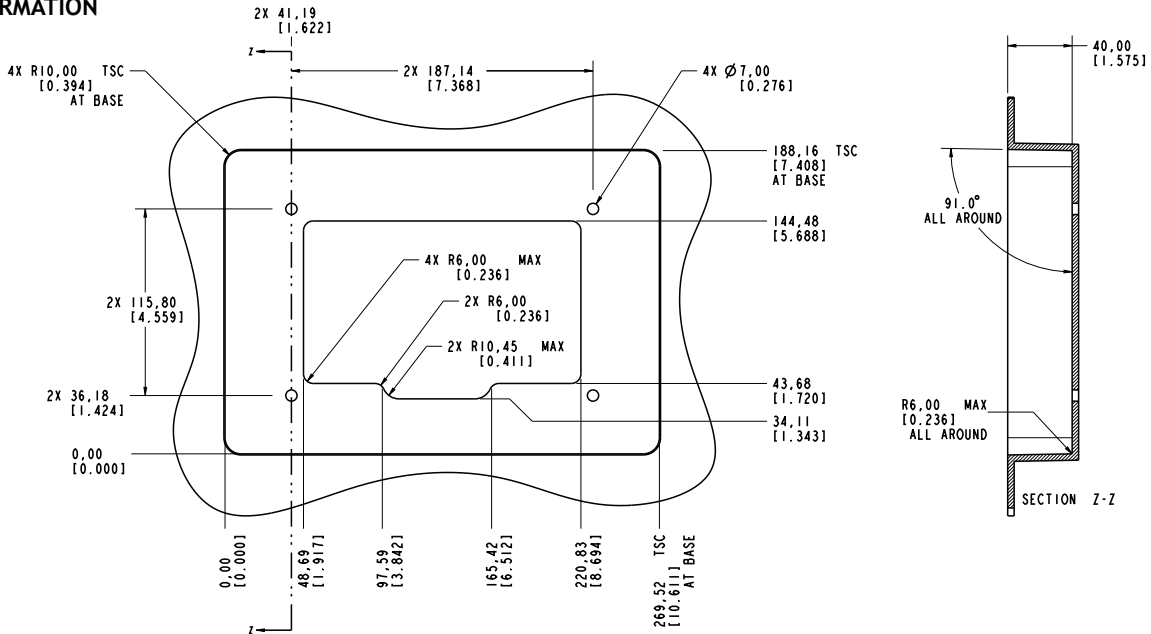 RMATION
2X 41,19
[1.622]
Z
4X R10,00 TSC
[0.394]
AT BASE
2X 187,14
[7.368]
4X Ø7,00
[0.276]
40,00
[1.575]
188,16 TSC
[7.408]
AT BASE
91.0°
ALL AROUND
144,48
[5.688]
4X R6,00 MAX
[0.236]
2X R6,00
[0.236]
2X 115,80
[4.559]
2X R10,45 MAX
[0.411]
2X 36,18
[1.424]
43,68
[1.720]
34,11
[1.343]
R6,00 MAX
[0.236]
ALL AROUND
0,00
[0.000]
SECTION Z-Z
0,00
[0.000]
48,69
[1.917]
97,59
[3.842]
165,42
[6.512]
220,83
[8.694]
269,52 TSC
[10.611]
AT BASE
Z